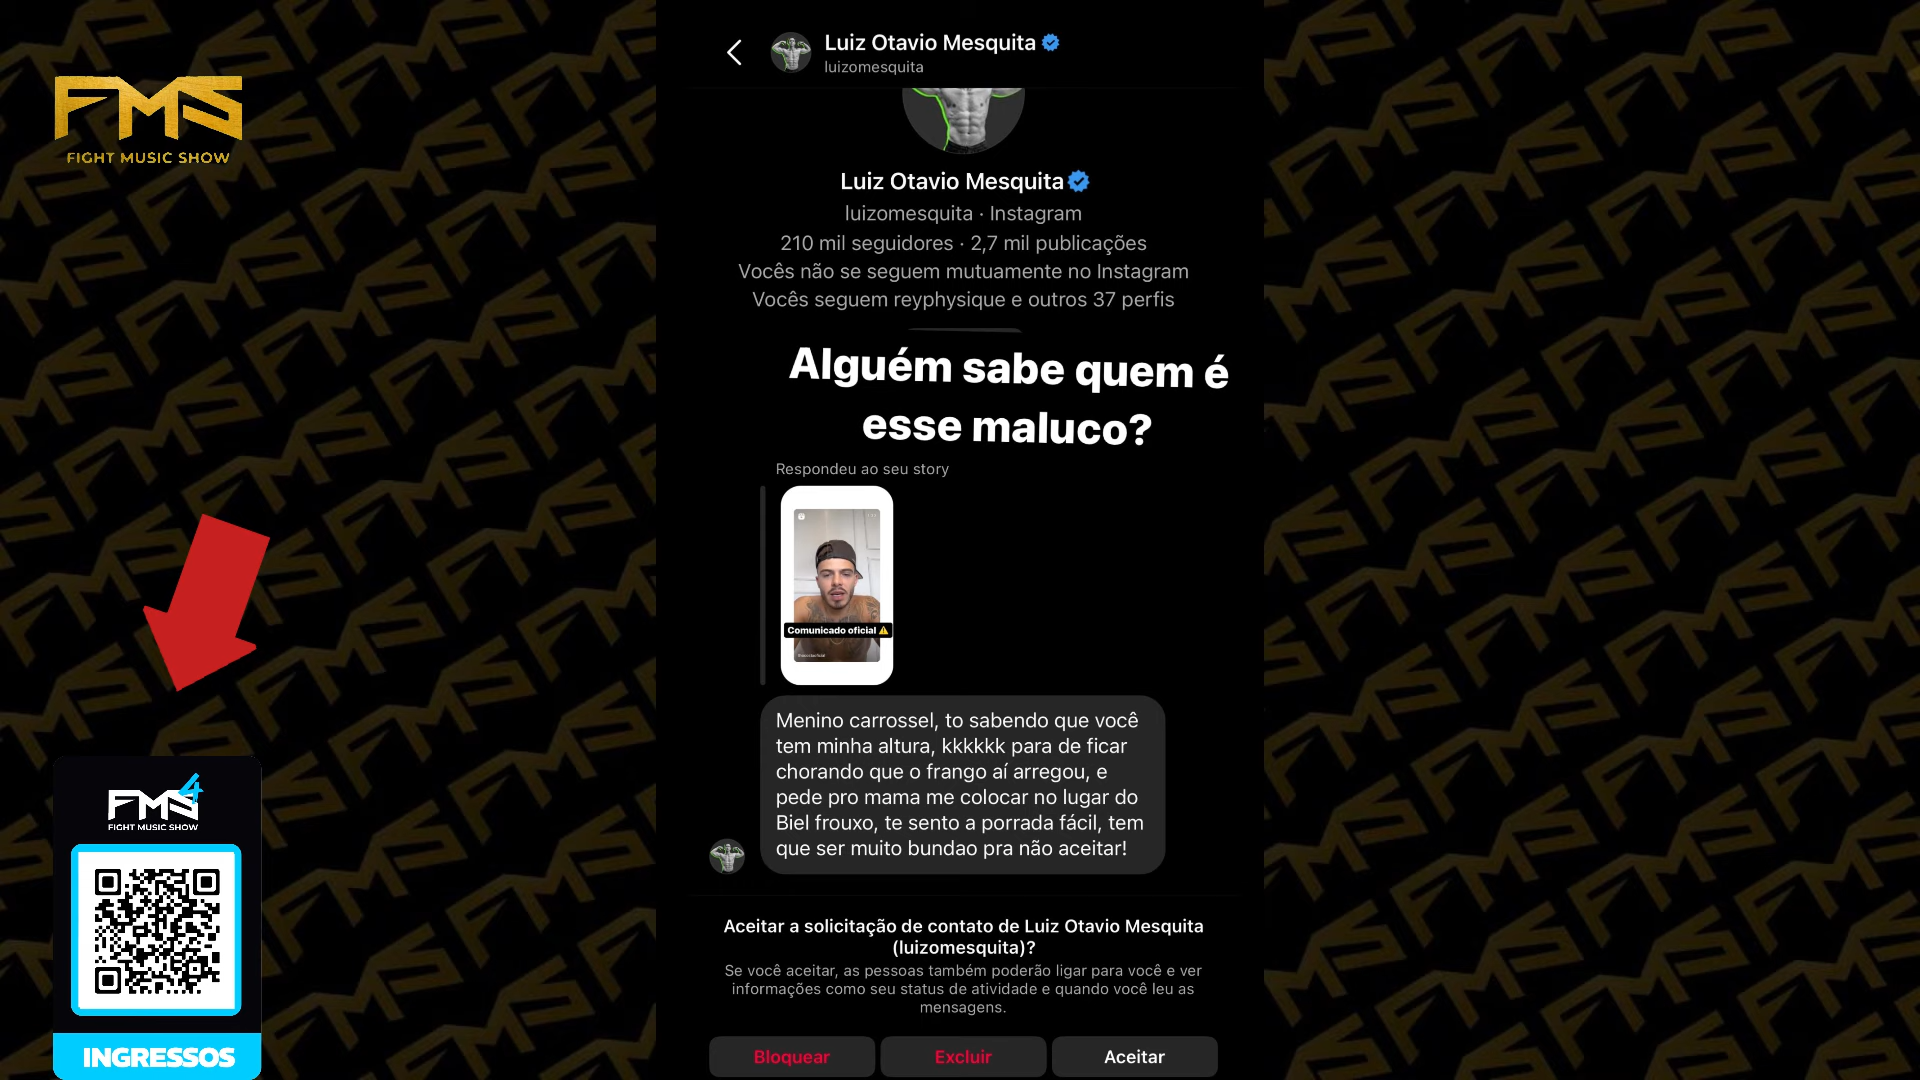 FMS
FIGHT MUSIC SHOW
Luiz Otavio Mesquita
luizomesquita
Luiz Otavio Mesquita
luizomesquita · Instagram
210 mil seguidores · 2,7 mil publicações
Vocês não se seguem mutuamente no Instagram
Vocês seguem reyphysique e outros 37 perfis
Alguém sabe quem é
esse maluco?
Respondeu ao seu story
Comunicado oficial ⚠
Menino carrossel, to sabendo que você
tem minha altura, kkkkkk para de ficar
chorando que o frango aí arregou, e
pede pro mama me colocar no lugar do
Biel frouxo, te sento a porrada fácil, tem
que ser muito bundao pra não aceitar!
Aceitar a solicitação de contato de Luiz Otavio Mesquita
(luizomesquita)?
Se você aceitar, as pessoas também poderão ligar para você e ver
informações como seu status de atividade e quando você leu as
mensagens.
Bloquear
Excluir
Aceitar
FMS 4
FIGHT MUSIC SHOW
INGRESSOS